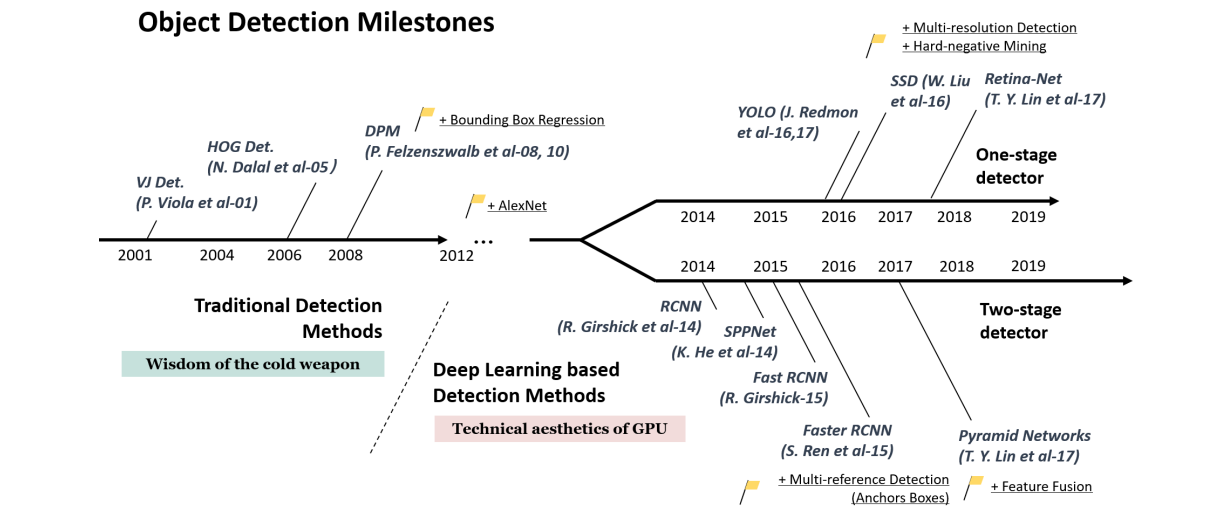 Object Detection Milestones
+ Multi-resolution Detection
+ Hard-negative Mining
SSD (W. Liu
et al-16)
Retina-Net
(T. Y. Lin et al-17)
YOLO (J. Redmon
et al-16,17)
+ Bounding Box Regression
DPM
(P. Felzenszwalb et al-08, 10)
HOG Det.
(N. Dalal et al-05)
VJ Det.
(P. Viola et al-01)
+ AlexNet
One-stage
detector
2014 2015 2016 2017 2018 2019
2001 2004 2006 2008 2012 ...
2014 2015 2016 2017 2018 2019
Traditional Detection
Methods
Wisdom of the cold weapon
Deep Learning based
Detection Methods
Technical aesthetics of GPU
Two-stage
detector
RCNN
(R. Girshick et al-14)
SPPNet
(K. He et al-14)
Fast RCNN
(R. Girshick-15)
Faster RCNN
(S. Ren et al-15)
+ Multi-reference Detection
(Anchors Boxes)
Pyramid Networks
(T. Y. Lin et al-17)
+ Feature Fusion